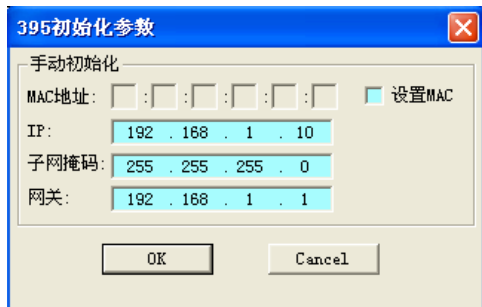 395初始化参数
手动初始化
MAC地址: : : : : : 设置MAC
IP: 192 . 168 . 1 . 10
子网掩码: 255 . 255 . 255 . 0
网关: 192 . 168 . 1 . 1
OK Cancel